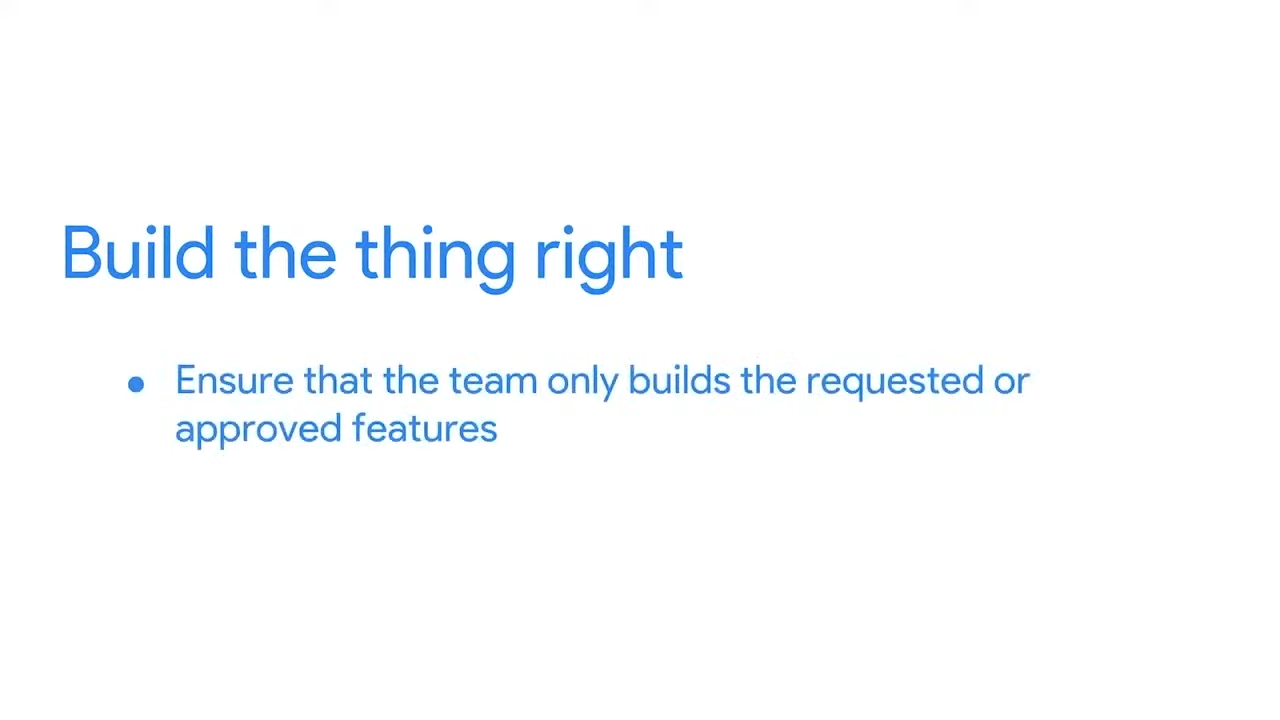 Build the thing right
● Ensure that the team only builds the requested or
approved features